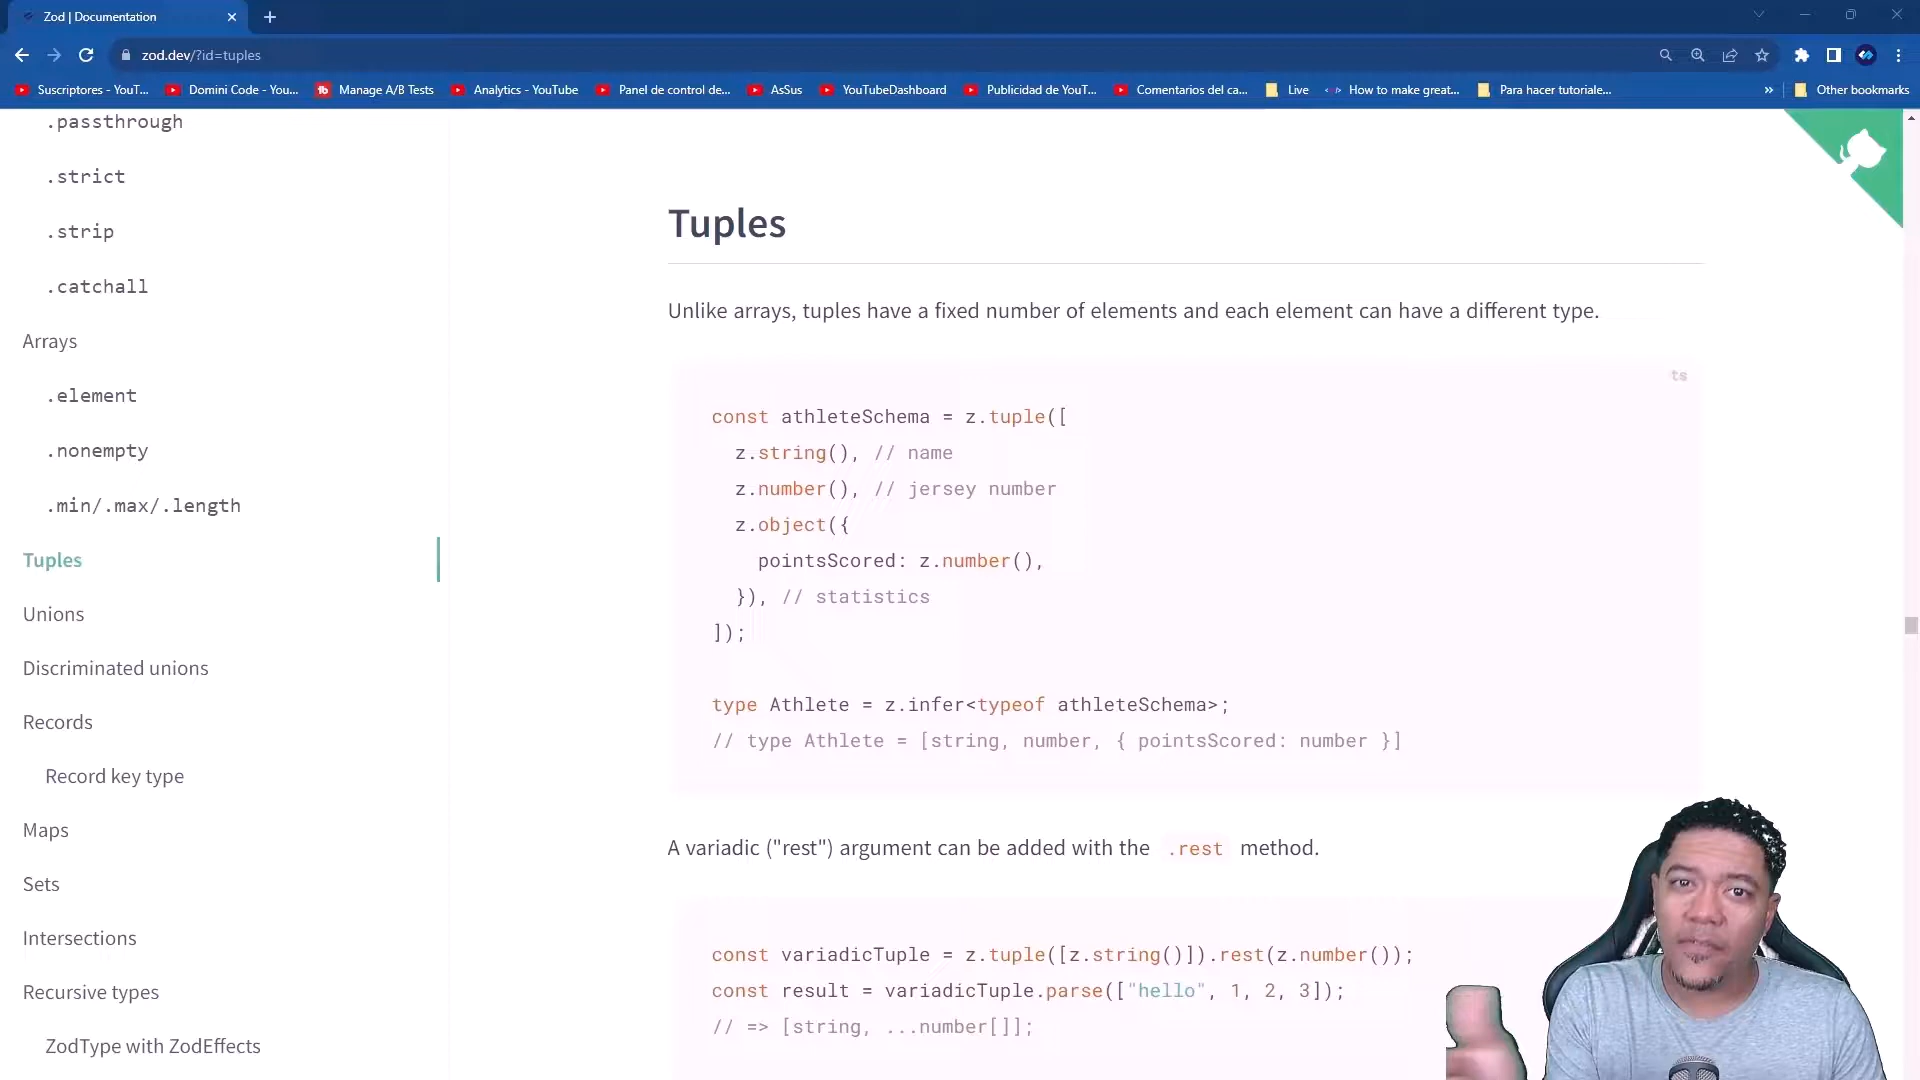 Zod | Documentation
zod.dev/?id=tuples
Suscriptores - YouT...
Domini Code - You...
Manage A/B Tests
Analytics - YouTube
Panel de control de...
AsSus
YouTubeDashboard
Publicidad de YouT...
Comentarios del ca...
Live
How to make great...
Para hacer tutoriale...
»
Other bookmarks
.passthrough
.strict
.strip
.catchall
Arrays
.element
.nonempty
.min/.max/.length
Tuples
Unions
Discriminated unions
Records
Record key type
Maps
Sets
Intersections
Recursive types
ZodType with ZodEffects
Tuples
Unlike arrays, tuples have a fixed number of elements and each element can have a different type.
ts
const athleteSchema = z.tuple([
z.string(), // name
z.number(), // jersey number
z.object({
pointsScored: z.number(),
}), // statistics
]);
type Athlete = z.infer<typeof athleteSchema>;
// type Athlete = [string, number, { pointsScored: number }]
A variadic ("rest") argument can be added with the .rest method.
const variadicTuple = z.tuple([z.string()]).rest(z.number());
const result = variadicTuple.parse(["hello", 1, 2, 3]);
// => [string, ...number[]];